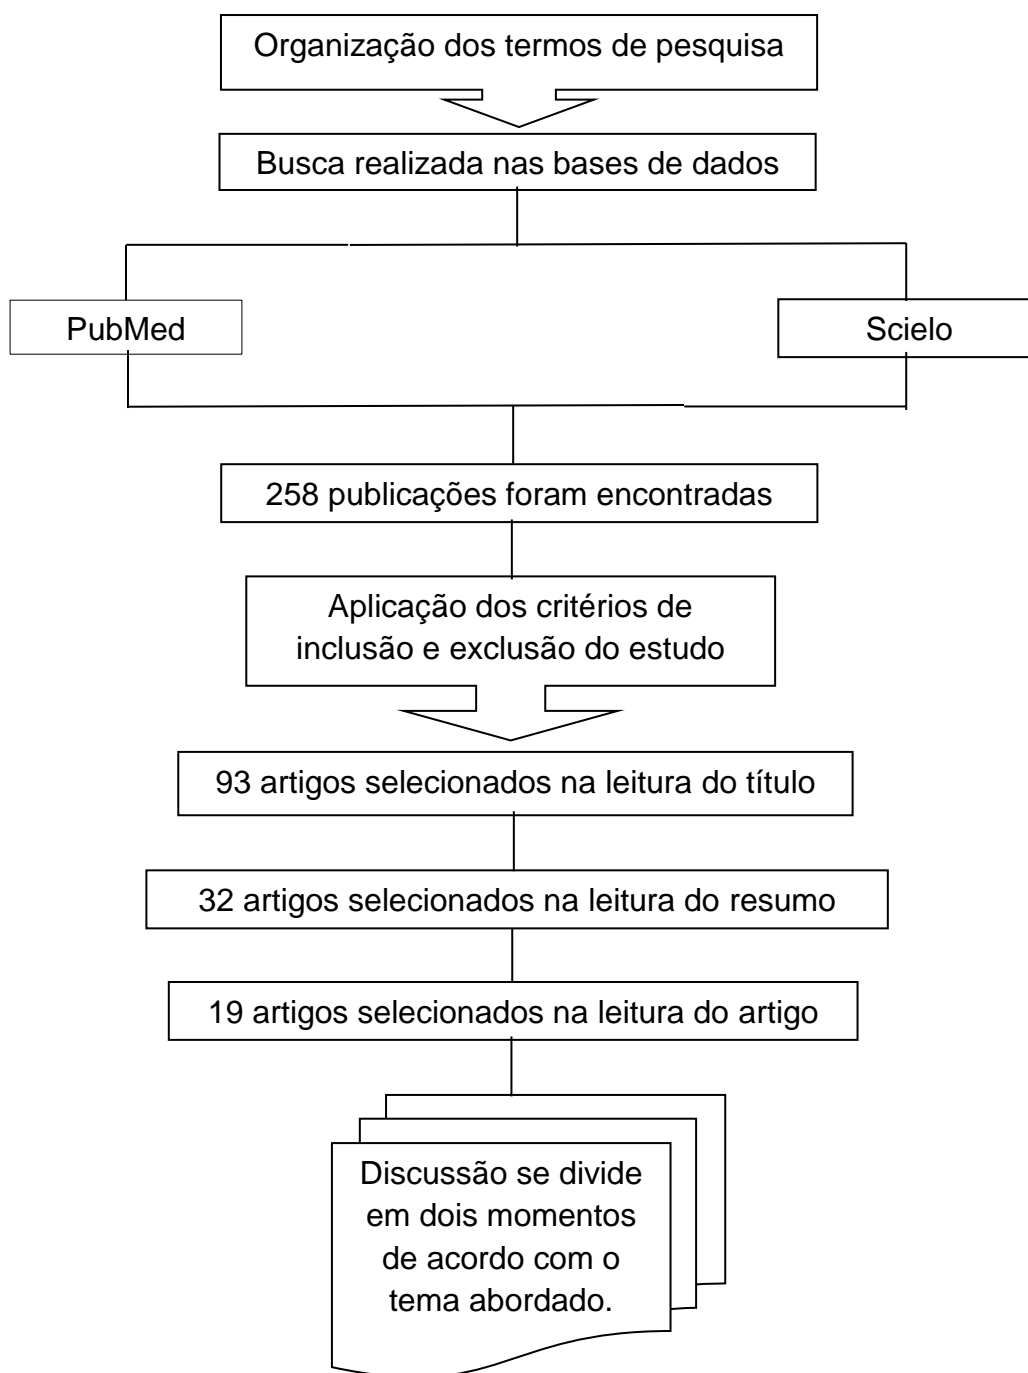 Organização dos termos de pesquisa
Busca realizada nas bases de dados
PubMed
Scielo
258 publicações foram encontradas
Aplicação dos critérios de
inclusão e exclusão do estudo
93 artigos selecionados na leitura do título
32 artigos selecionados na leitura do resumo
19 artigos selecionados na leitura do artigo
Discussão se divide
em dois momentos
de acordo com o
tema abordado.